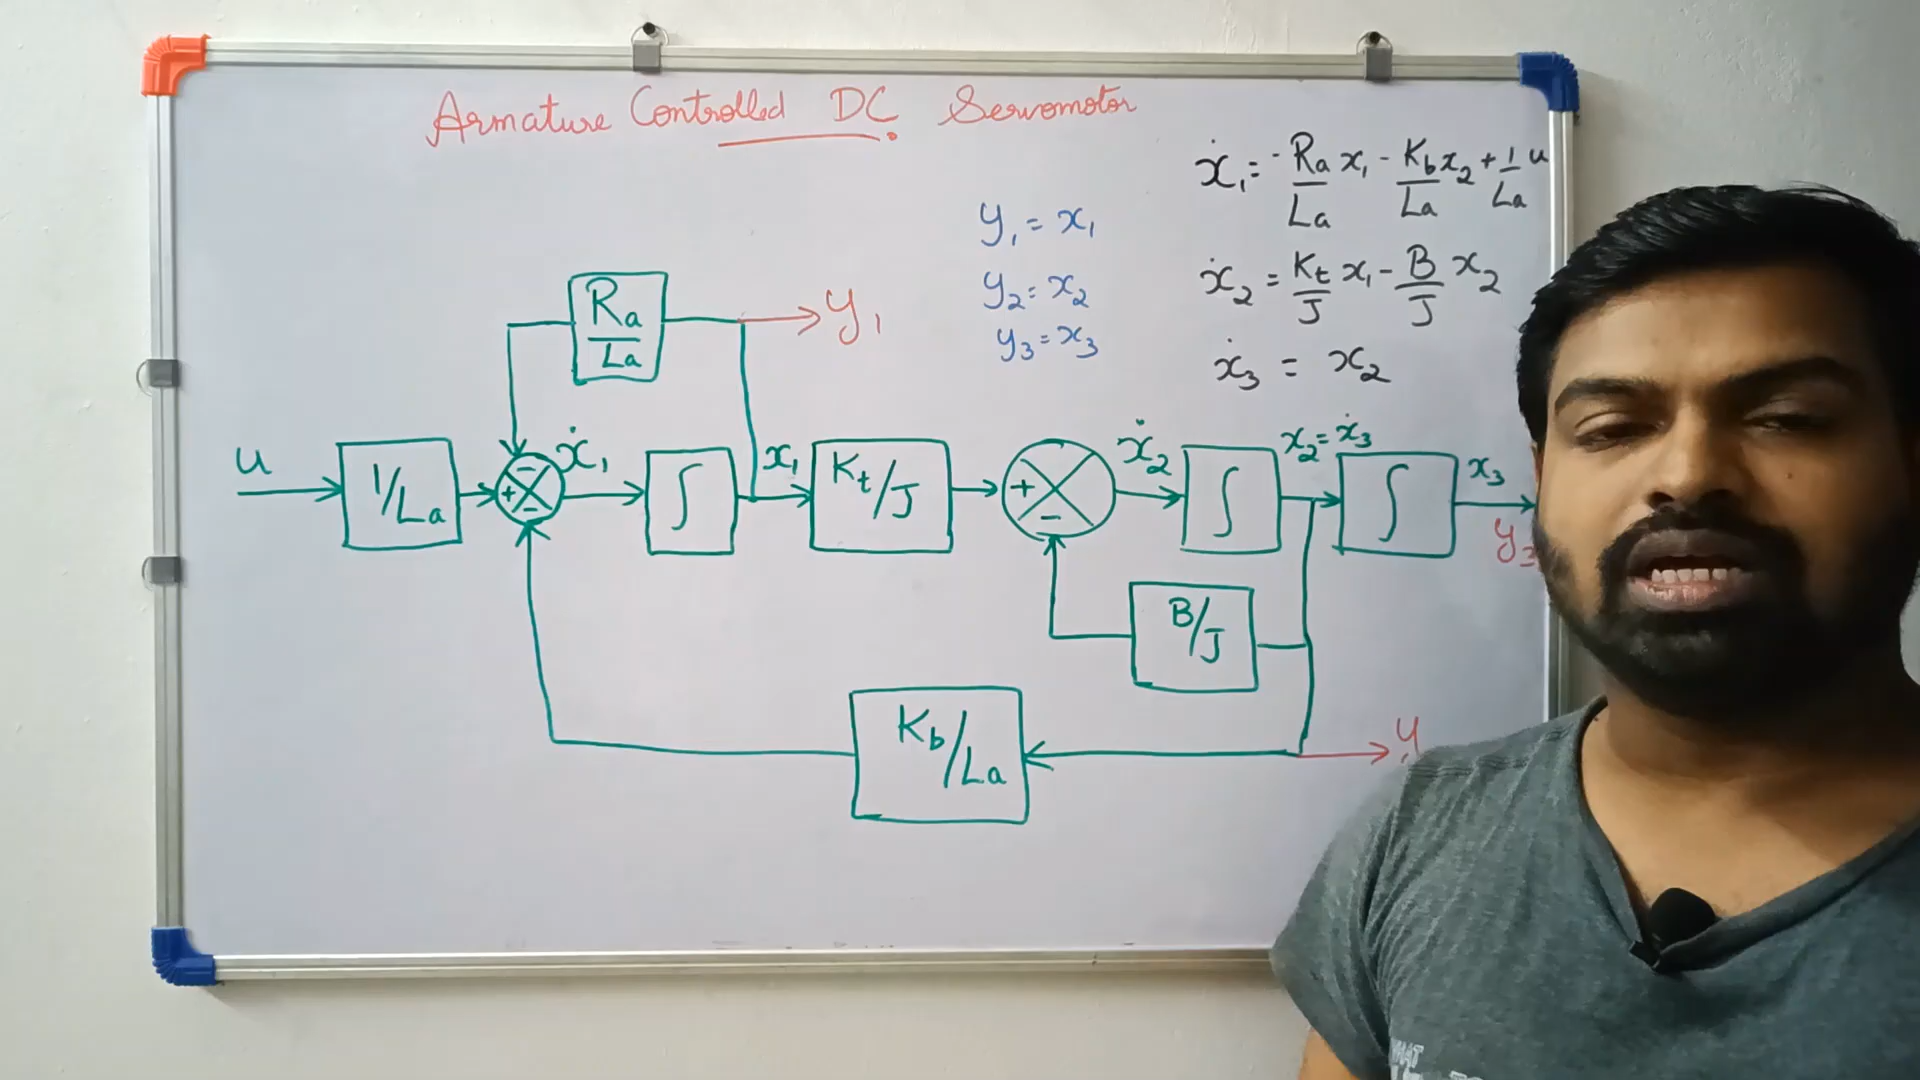 Armature Controlled DC Servomotor
ẋ₁ = -Ra/La x₁ - Kb/La x₂ + 1/La u
y₁ = x₁
ẋ₂ = Kt/J x₁ - B/J x₂
y₂ = x₂
y₃ = x₃
ẋ₃ = x₂
Ra/La
y₁
u
1/La
+
-
-
ẋ₁
∫
x₁
Kt/J
+
-
ẋ₂
∫
x₂ = ẋ₃
∫
x₃
y₃
B/J
Kb/La
y